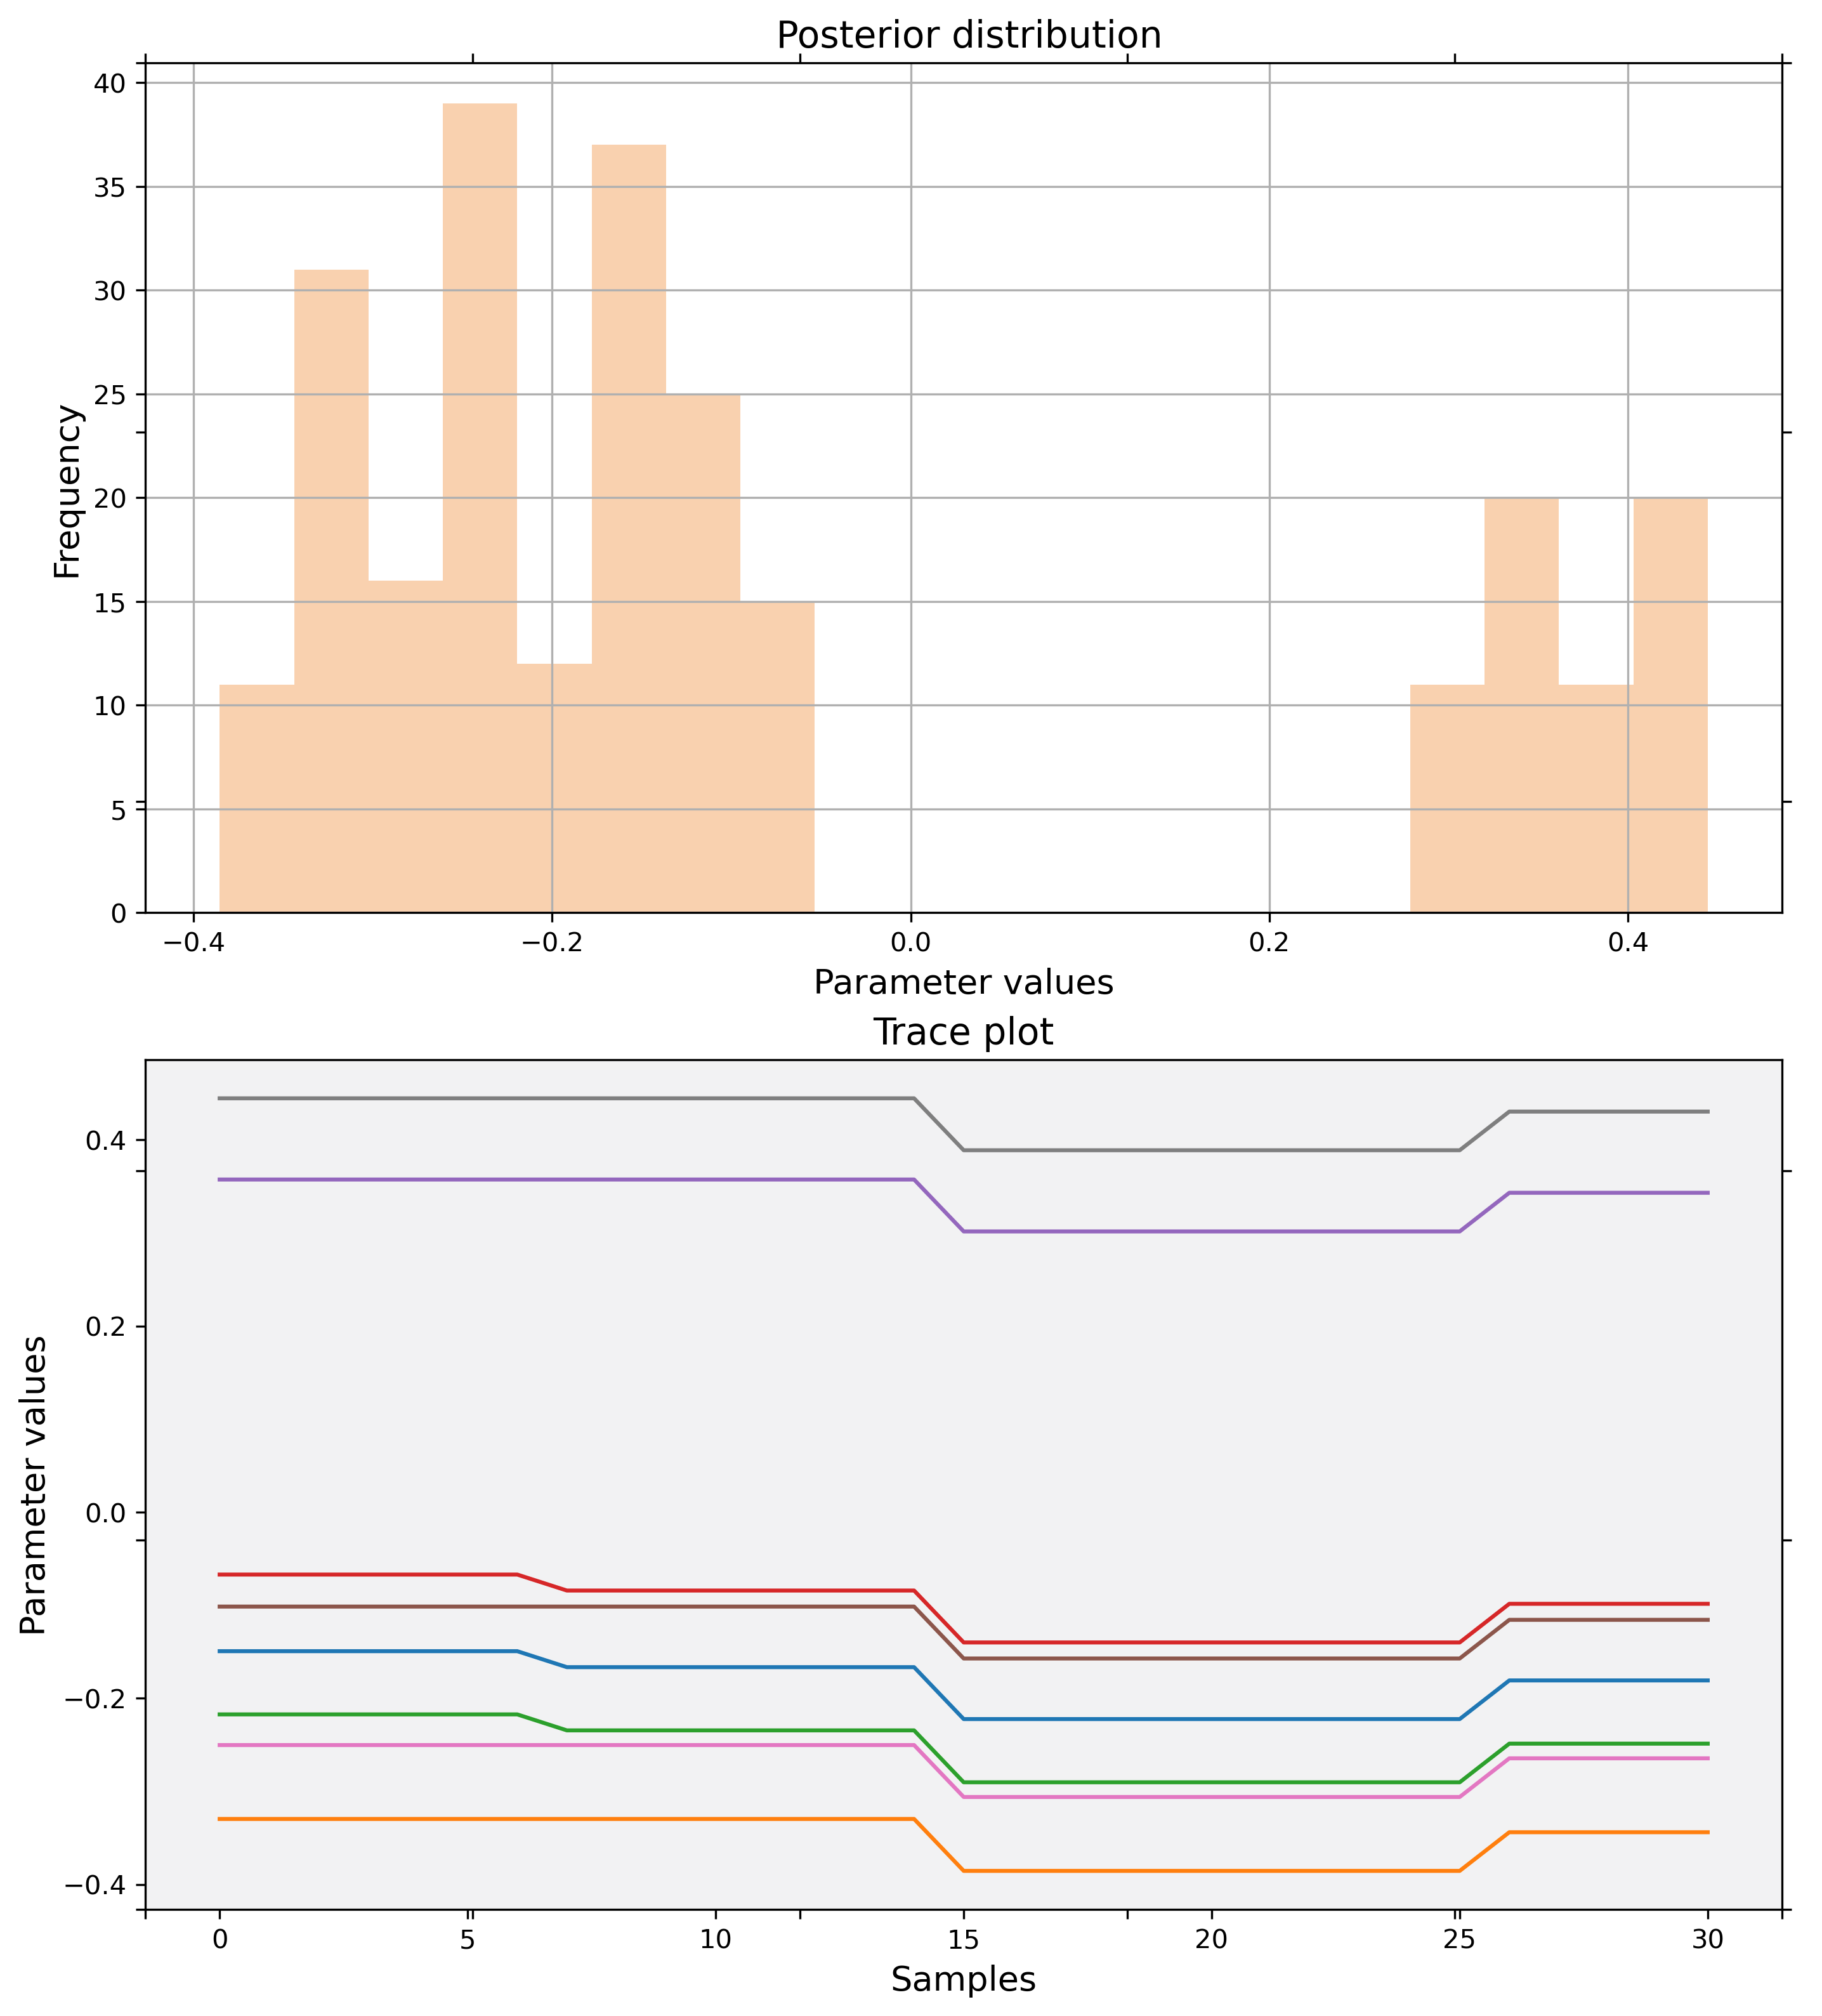 Posterior distribution
40
35
30
25
20
15
10
5
0
Frequency
−0.4 −0.2 0.0 0.2 0.4
Parameter values
Trace plot
0.4
0.2
0.0
−0.2
−0.4
Parameter values
0 5 10 15 20 25 30
Samples